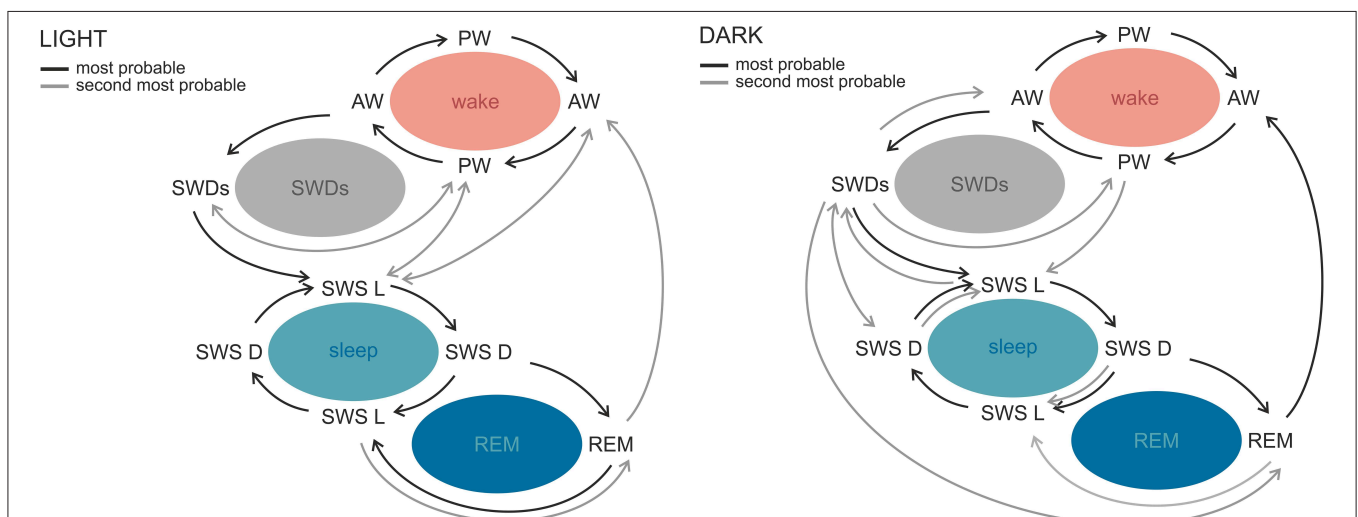 LIGHT
most probable
second most probable
PW
AW
wake
AW
PW
SWDs
SWDs
SWS L
SWS D
sleep
SWS D
SWS L
REM
REM
DARK
most probable
second most probable
PW
AW
wake
AW
PW
SWDs
SWDs
SWS L
SWS D
sleep
SWS D
SWS L
REM
REM